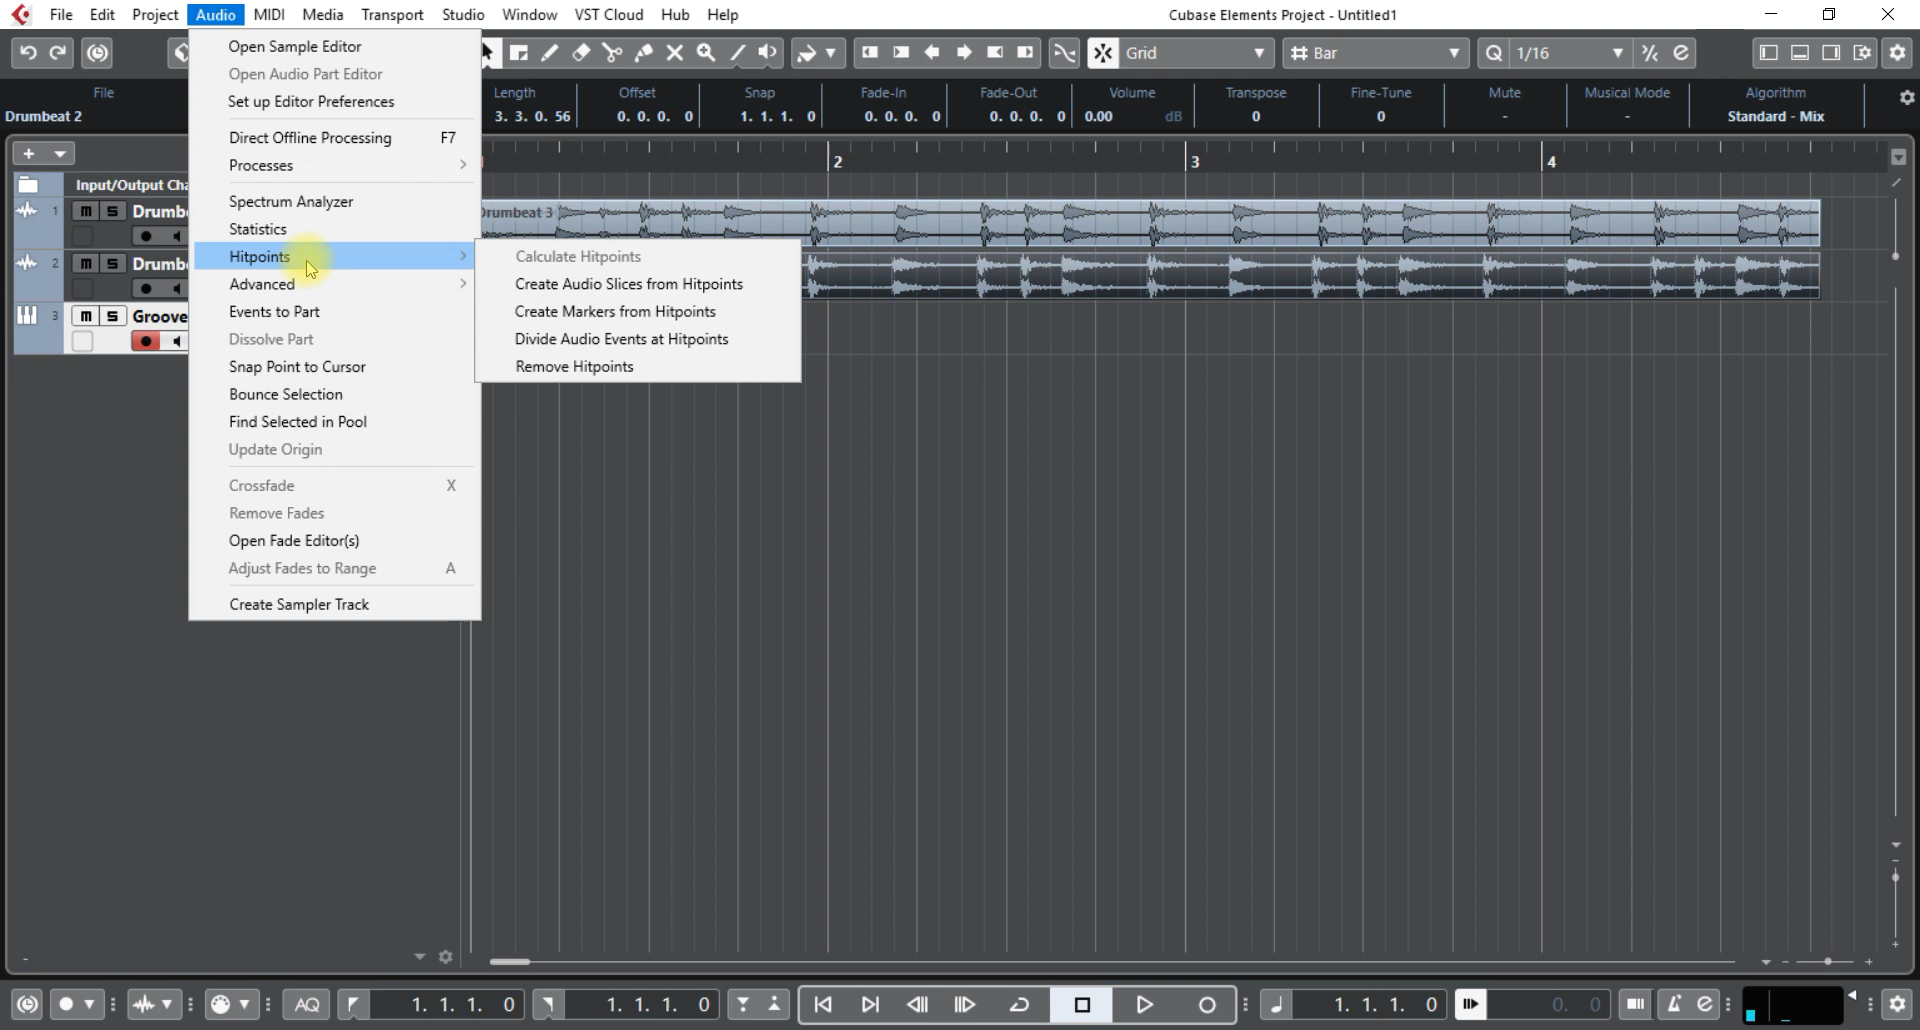 File Edit Project Audio MIDI Media Transport Studio Window VST Cloud Hub Help Cubase Elements Project - Untitled1
Grid Bar Q 1/16
File Length Offset Snap Fade-In Fade-Out Volume Transpose Fine-Tune Mute Musical Mode Algorithm
Drumbeat 2 3. 3. 0. 56 0. 0. 0. 0 1. 1. 1. 0 0. 0. 0. 0 0. 0. 0. 0 0.00 dB 0 0 - - Standard - Mix
Open Sample Editor
Open Audio Part Editor
Set up Editor Preferences
Direct Offline Processing F7
Processes
Spectrum Analyzer
Statistics
Hitpoints
Advanced
Events to Part
Dissolve Part
Snap Point to Cursor
Bounce Selection
Find Selected in Pool
Update Origin
Crossfade X
Remove Fades
Open Fade Editor(s)
Adjust Fades to Range A
Create Sampler Track
Calculate Hitpoints
Create Audio Slices from Hitpoints
Create Markers from Hitpoints
Divide Audio Events at Hitpoints
Remove Hitpoints
2 3 4
Input/Output Cha
1 m S Drumbe
Drumbeat 3
2 m S Drumbe
3 m S Groove
AQ 1. 1. 1. 0 1. 1. 1. 0 1. 1. 1. 0 0. 0